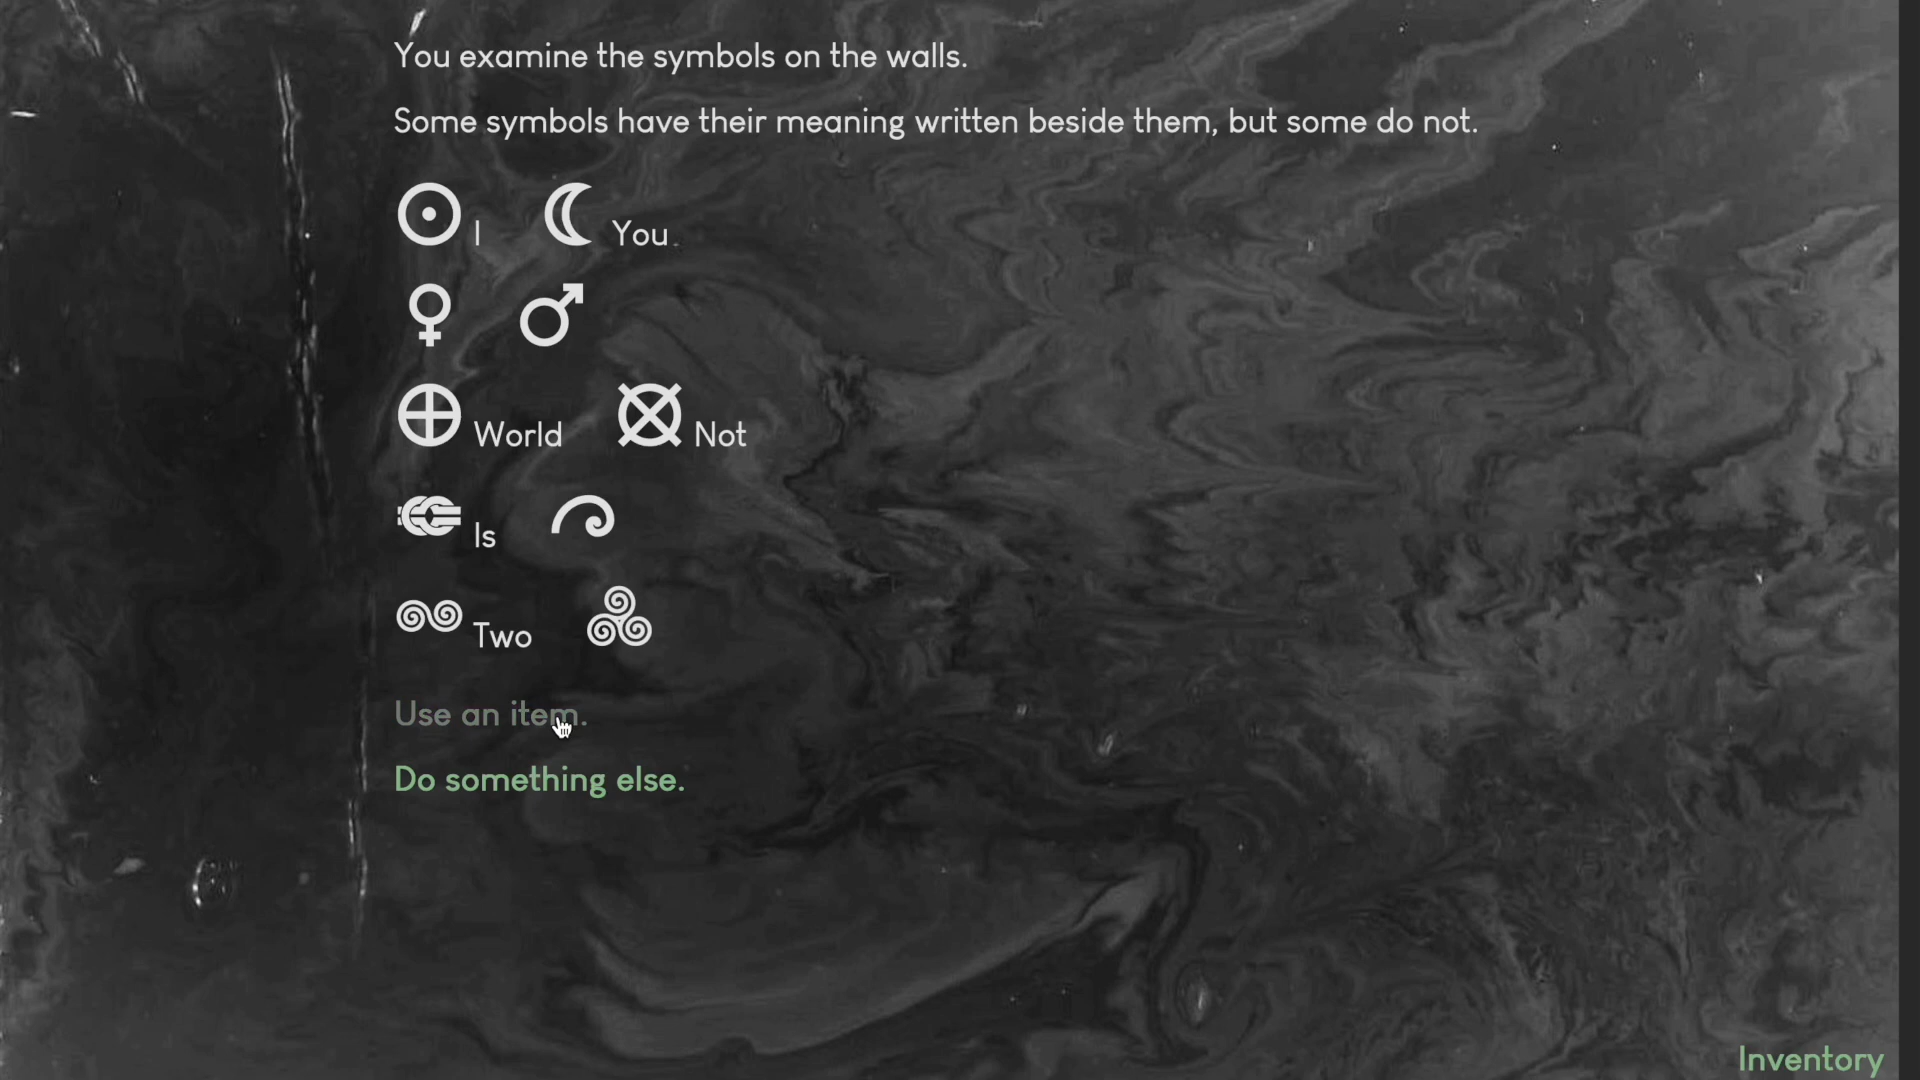 You examine the symbols on the walls.
Some symbols have their meaning written beside them, but some do not.
I You
World Not
Is
Two
Use an item.
Do something else.
Inventory